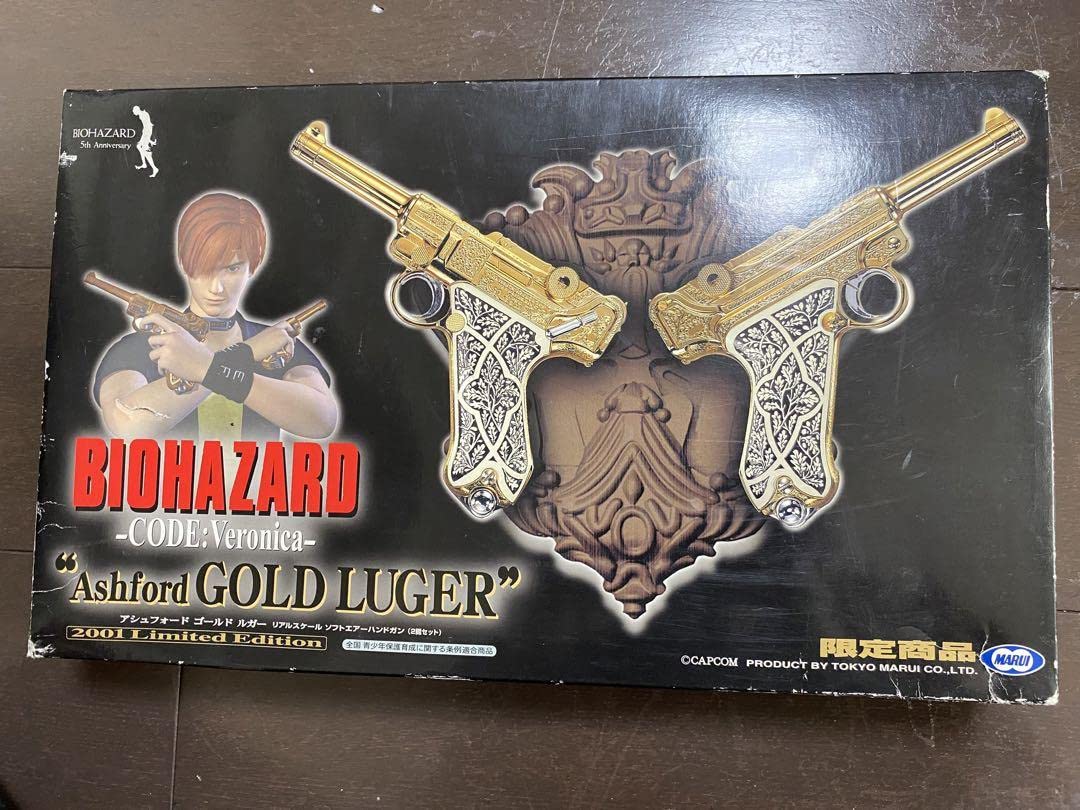 BIOHAZARD
5th Anniversary
BIOHAZARD
-CODE:Veronica-
"Ashford GOLD LUGER"
アシュフォード ゴールド ルガー リアルスケール ソフトエアーハンドガン (2挺セット)
2001 Limited Edition
全国 青少年保護育成に関する条例適合商品
限定商品
MARUI
©CAPCOM PRODUCT BY TOKYO MARUI CO.,LTD.